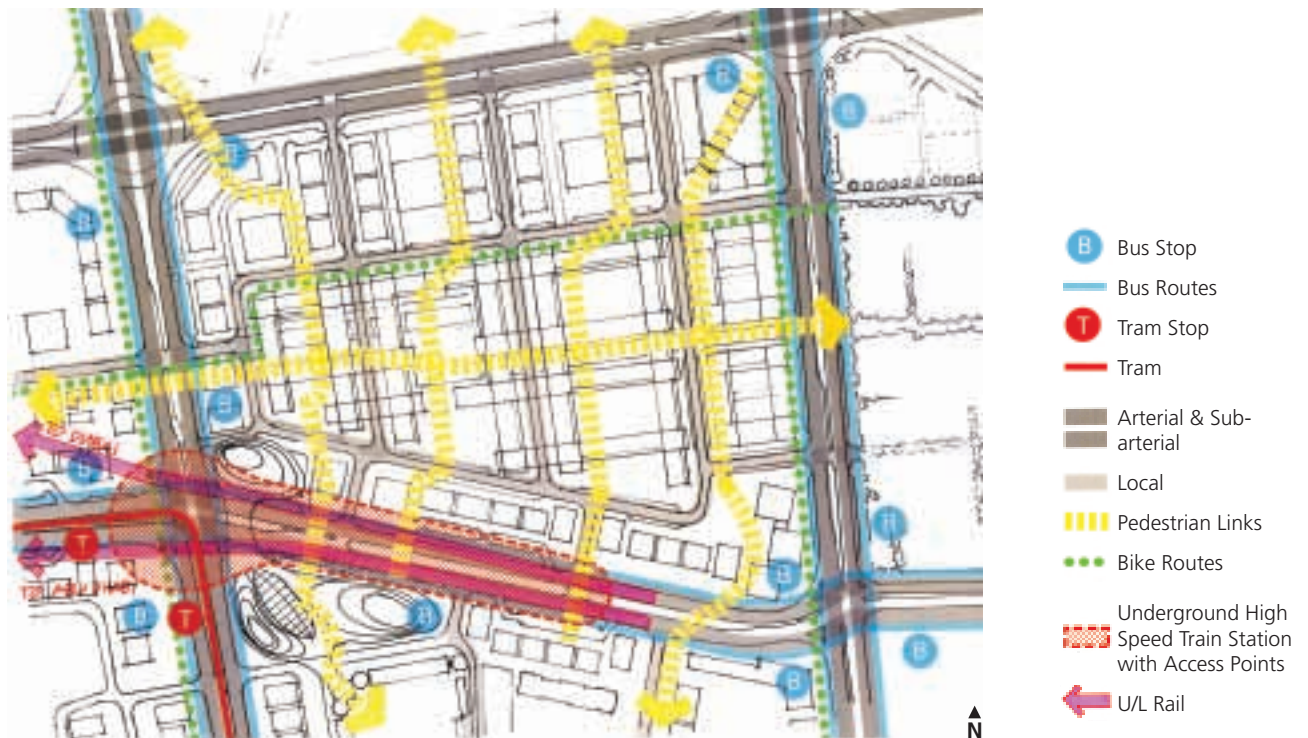 B
B
B
B
B
B
T
B
T
B
B
B
B
B
N
B
Bus Stop
Bus Routes
T
Tram Stop
Tram
Arterial & Sub-
arterial
Local
Pedestrian Links
Bike Routes
Underground High
Speed Train Station
with Access Points
U/L Rail